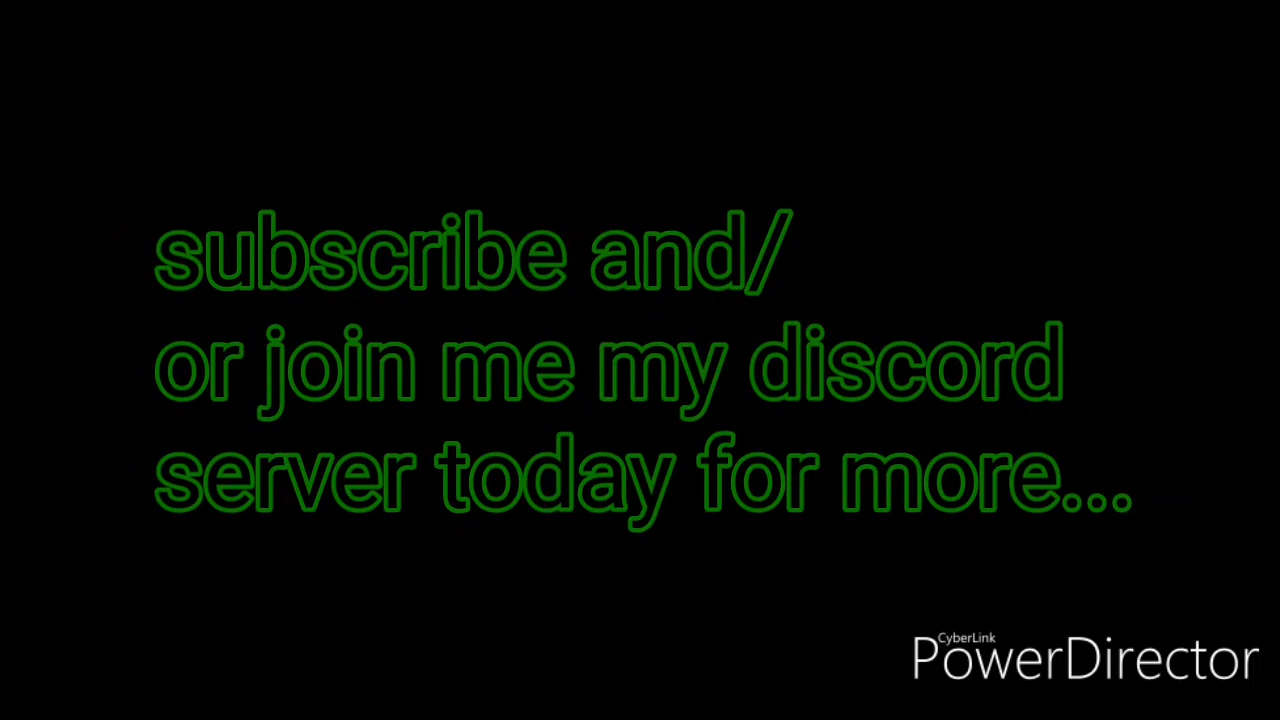 subscribe and/
or join me my discord
server today for more...
CyberLink
PowerDirector